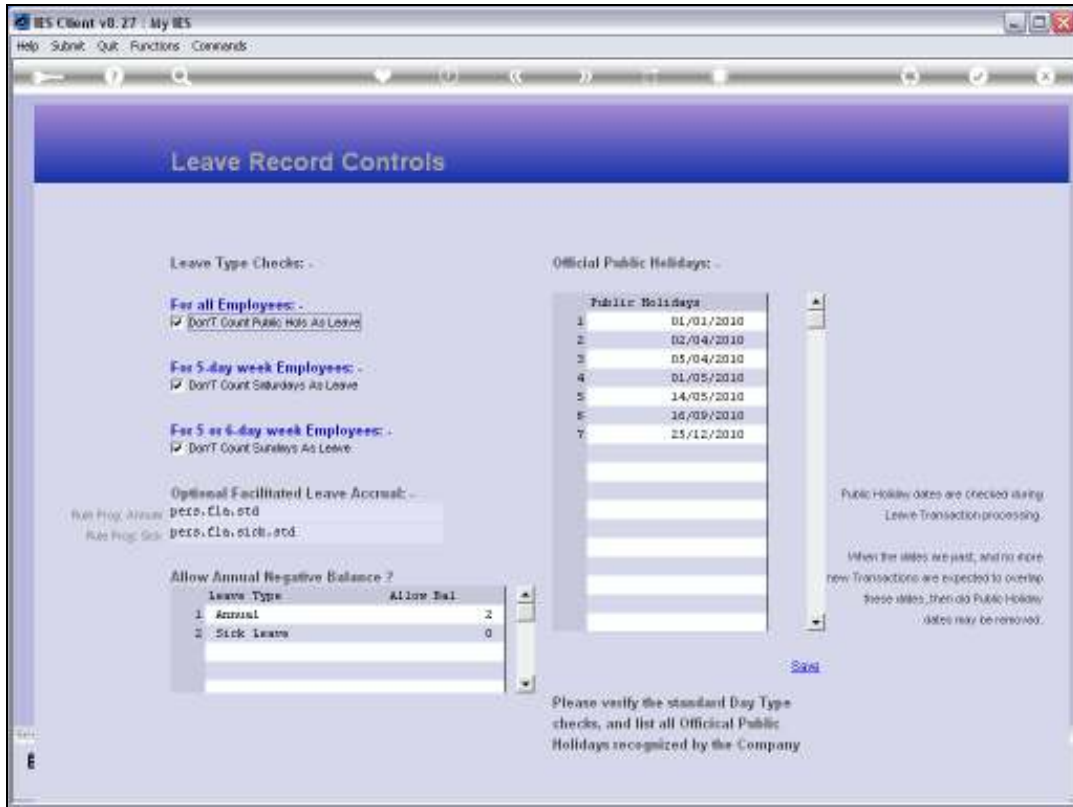 IES Client v8.27 : My IES
Help Submit Quit Functions Commands
Leave Record Controls
Leave Type Checks: -
For all Employees: -
Don'T Count Public Hols As Leave
For 5-day week Employees: -
Don'T Count Saturdays As Leave
For 5 or 6-day week Employees: -
Don'T Count Sundays As Leave
Optional Facilitated Leave Accrual: -
Rule Prog: Annual pers.fla.std
Rule Prog: Sick pers.fla.sick.std
Allow Annual Negative Balance ?
Leave Type Allow Bal
1 Annual 2
2 Sick Leave 0
Official Public Holidays: -
Public Holidays
1 01/01/2010
2 02/04/2010
3 05/04/2010
4 01/05/2010
5 14/05/2010
6 16/09/2010
7 25/12/2010
Save
Please verify the standard Day Type
checks, and list all Officical Public
Holidays recognized by the Company
Public Holiday dates are checked during
Leave Transaction processing.
When the dates are past, and no more
new Transactions are expected to overlap
these dates, then old Public Holiday
dates may be removed.